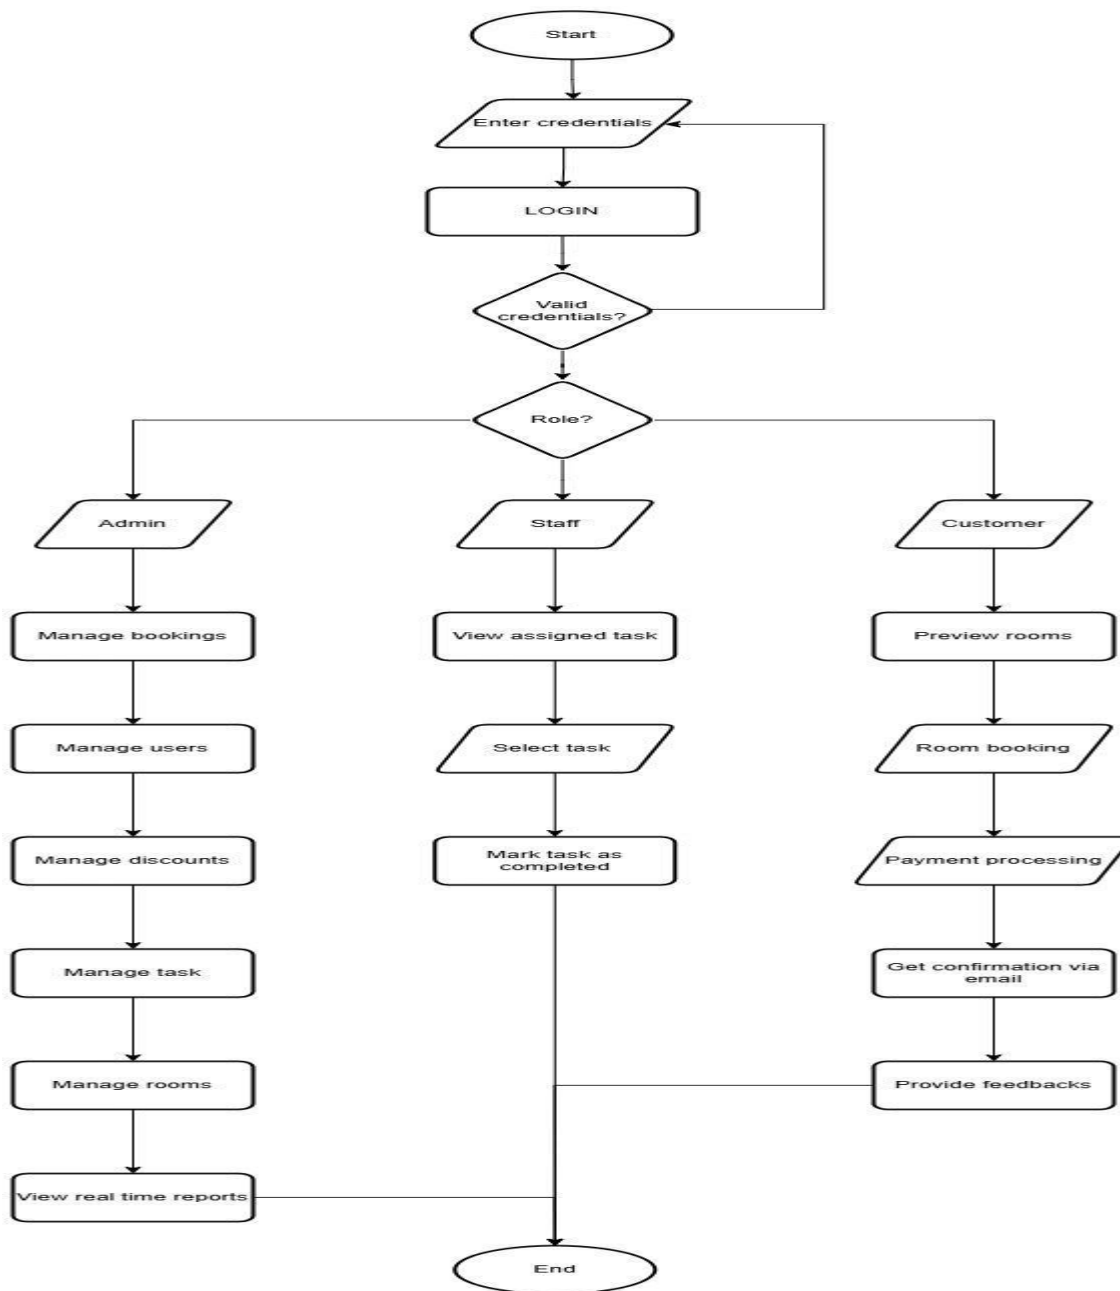 Start
Enter credentials
LOGIN
Valid
credentials?
Role?
Admin
Staff
Customer
Manage bookings
View assigned task
Preview rooms
Manage users
Select task
Room booking
Manage discounts
Mark task as
completed
Payment processing
Manage task
Get confirmation via
email
Manage rooms
Provide feedbacks
View real time reports
End